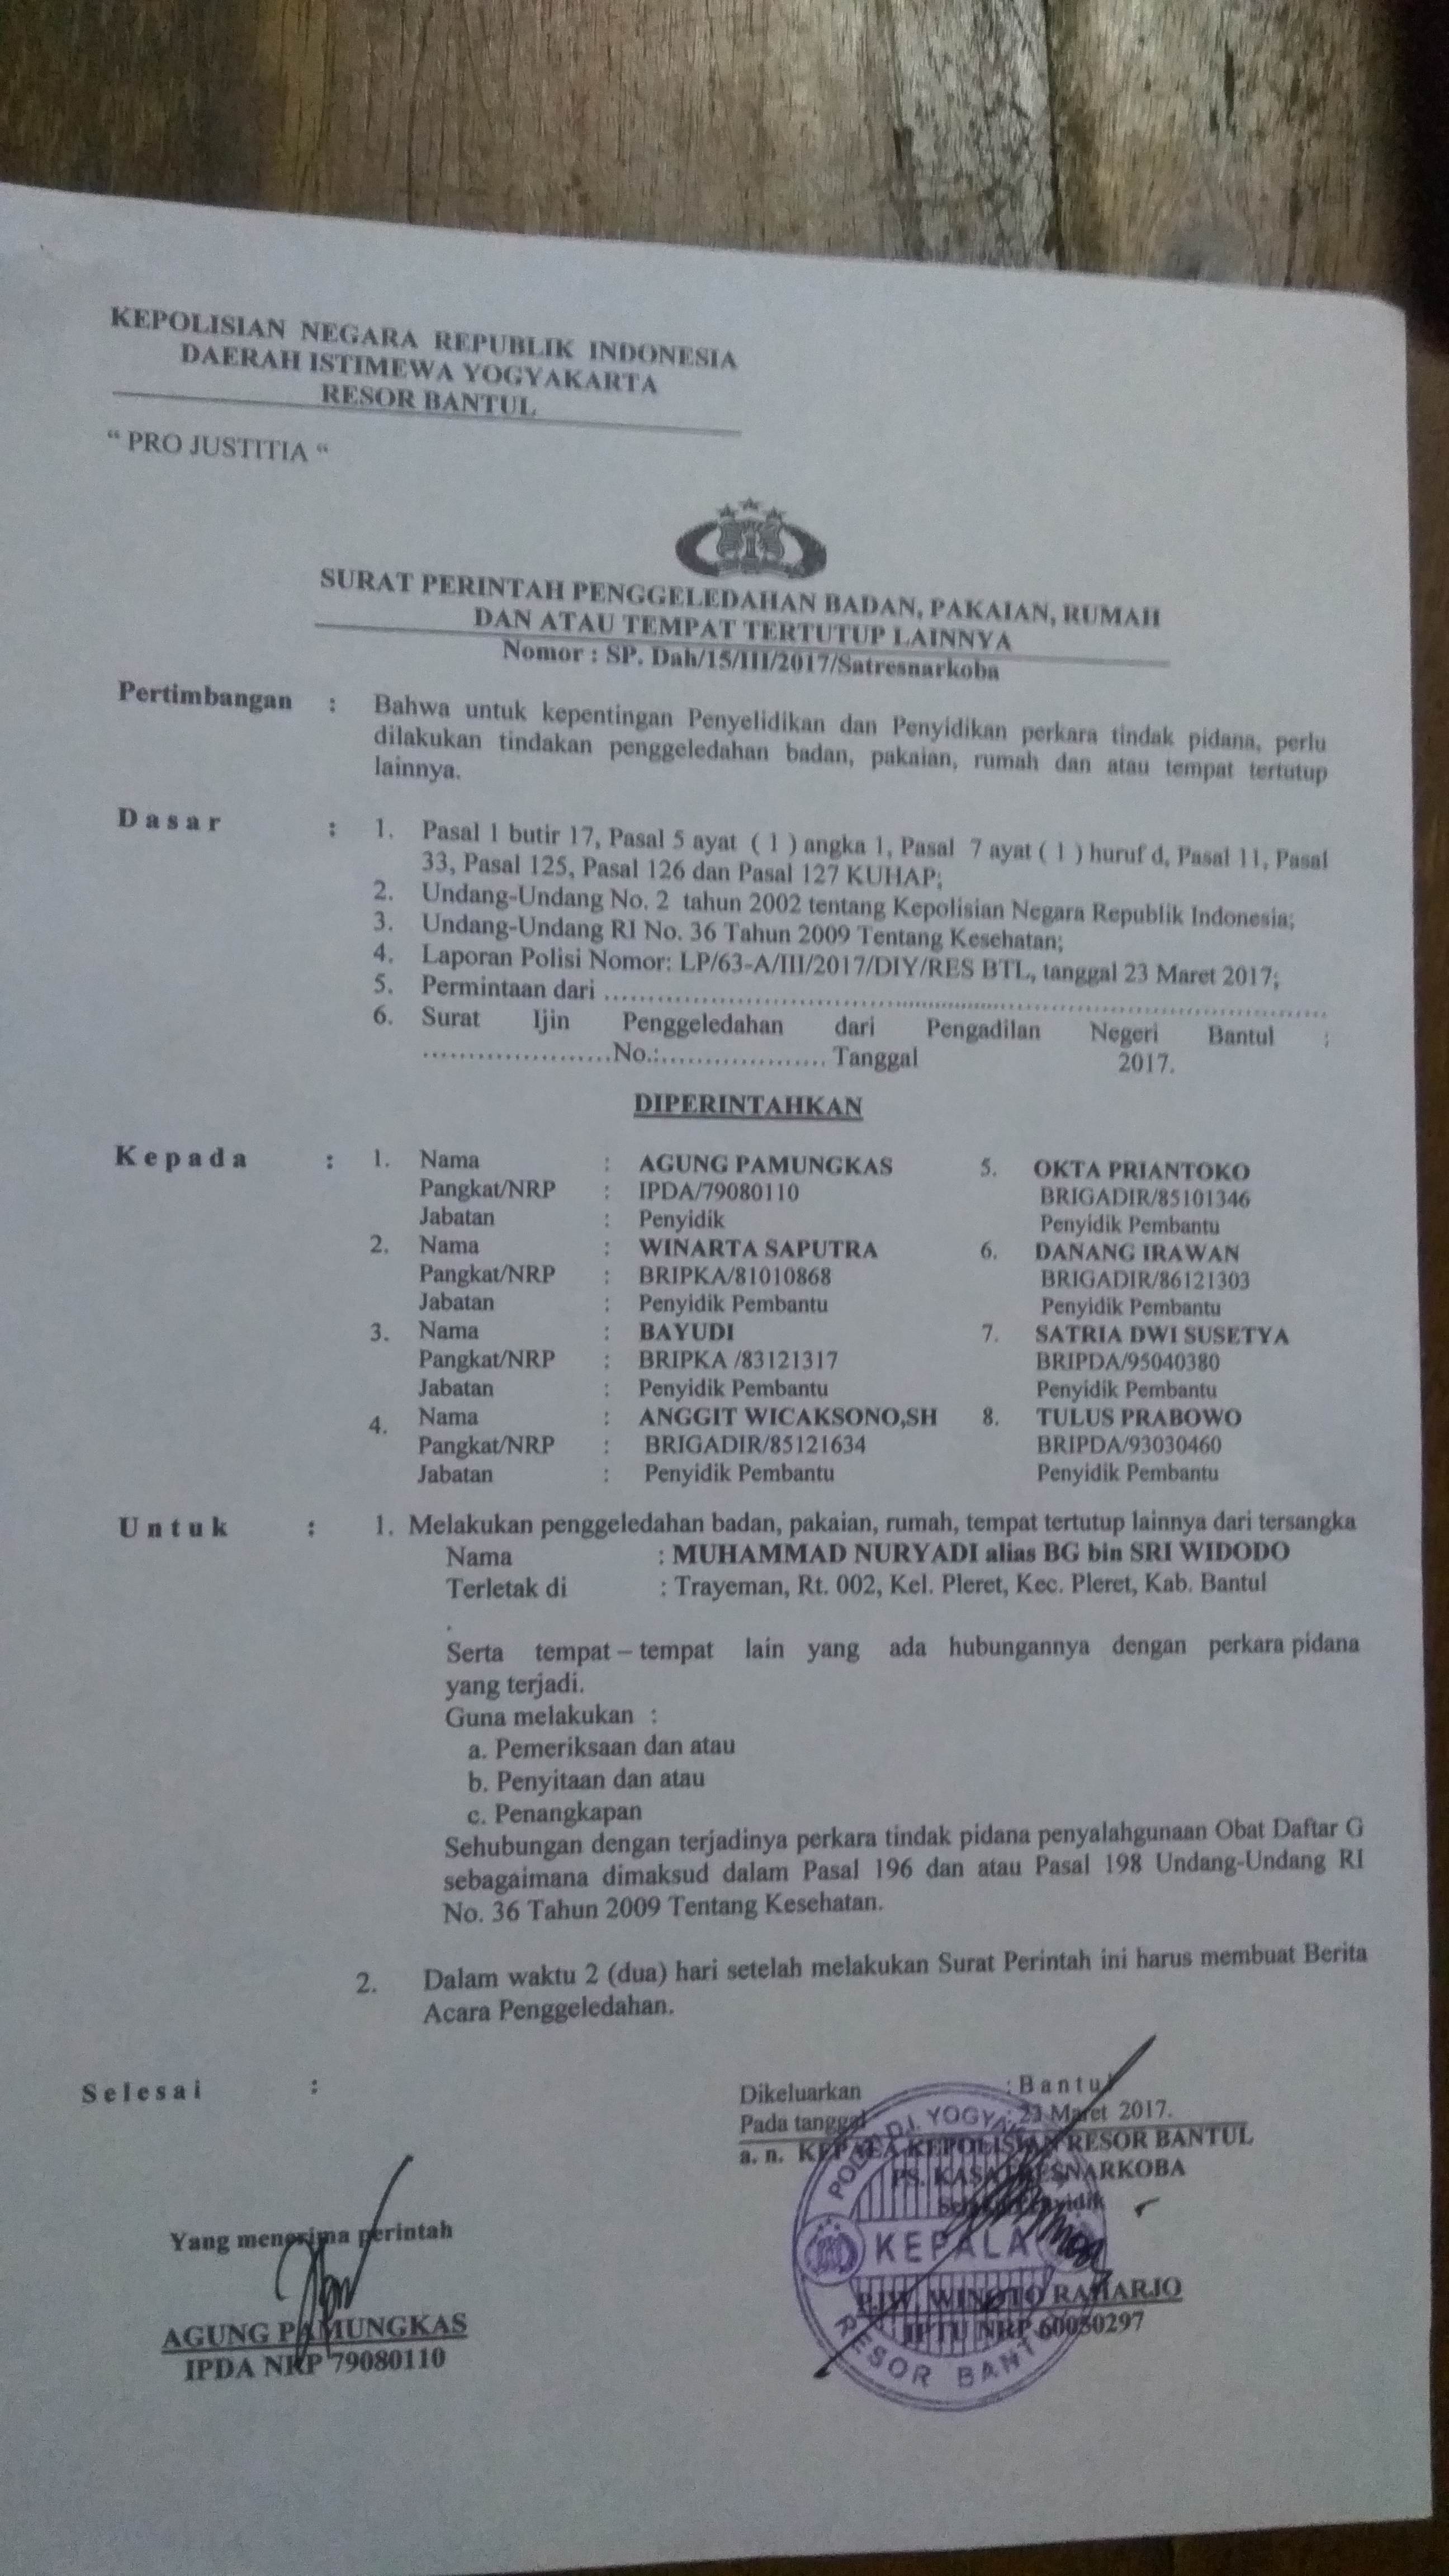 KEPOLISIAN NEGARA REPUBLIK INDONESIA
DAERAH ISTIMEWA YOGYAKARTA
RESOR BANTUL
“ PRO JUSTITIA “
SURAT PERINTAH PENGGELEDAHAN BADAN, PAKAIAN, RUMAH
DAN ATAU TEMPAT TERTUTUP LAINNYA
Nomor : SP. Dah/15/III/2017/Satresnarkoba
Pertimbangan : Bahwa untuk kepentingan Penyelidikan dan Penyidikan perkara tindak pidana, perlu
dilakukan tindakan penggeledahan badan, pakaian, rumah dan atau tempat tertutup
lainnya.
Dasar : 1. Pasal 1 butir 17, Pasal 5 ayat ( 1 ) angka 1, Pasal 7 ayat ( 1 ) huruf d, Pasal 11, Pasal
33, Pasal 125, Pasal 126 dan Pasal 127 KUHAP;
2. Undang-Undang No. 2 tahun 2002 tentang Kepolisian Negara Republik Indonesia;
3. Undang-Undang RI No. 36 Tahun 2009 Tentang Kesehatan;
4. Laporan Polisi Nomor: LP/63-A/III/2017/DIY/RES BTL, tanggal 23 Maret 2017;
5. Permintaan dari ........................................................................
6. Surat Ijin Penggeledahan dari Pengadilan Negeri Bantul :
.....................No.:................... Tanggal 2017.
DIPERINTAHKAN
Kepada : 1. Nama : AGUNG PAMUNGKAS 5. OKTA PRIANTOKO
Pangkat/NRP : IPDA/79080110 BRIGADIR/85101346
Jabatan : Penyidik Penyidik Pembantu
2. Nama : WINARTA SAPUTRA 6. DANANG IRAWAN
Pangkat/NRP : BRIPKA/81010868 BRIGADIR/86121303
Jabatan : Penyidik Pembantu Penyidik Pembantu
3. Nama : BAYUDI 7. SATRIA DWI SUSETYA
Pangkat/NRP : BRIPKA /83121317 BRIPDA/95040380
Jabatan : Penyidik Pembantu Penyidik Pembantu
4. Nama : ANGGIT WICAKSONO,SH 8. TULUS PRABOWO
Pangkat/NRP : BRIGADIR/85121634 BRIPDA/93030460
Jabatan : Penyidik Pembantu Penyidik Pembantu
Untuk : 1. Melakukan penggeledahan badan, pakaian, rumah, tempat tertutup lainnya dari tersangka
Nama : MUHAMMAD NURYADI alias BG bin SRI WIDODO
Terletak di : Trayeman, Rt. 002, Kel. Pleret, Kec. Pleret, Kab. Bantul
.
Serta tempat – tempat lain yang ada hubungannya dengan perkara pidana
yang terjadi.
Guna melakukan :
a. Pemeriksaan dan atau
b. Penyitaan dan atau
c. Penangkapan
Sehubungan dengan terjadinya perkara tindak pidana penyalahgunaan Obat Daftar G
sebagaimana dimaksud dalam Pasal 196 dan atau Pasal 198 Undang-Undang RI
No. 36 Tahun 2009 Tentang Kesehatan.
2. Dalam waktu 2 (dua) hari setelah melakukan Surat Perintah ini harus membuat Berita
Acara Penggeledahan.
Selesai :
Dikeluarkan : Bantul
Pada tanggal : 23 Maret 2017.
a. n. KEPALA KEPOLISIAN RESOR BANTUL
PS. KASATRESNARKOBA
Selaku Penyidik
KEPALA
RESOR BANTUL
WINOTO RAHARJO
IPTU NRP 60050297
Yang menerima perintah
AGUNG PAMUNGKAS
IPDA NRP 79080110